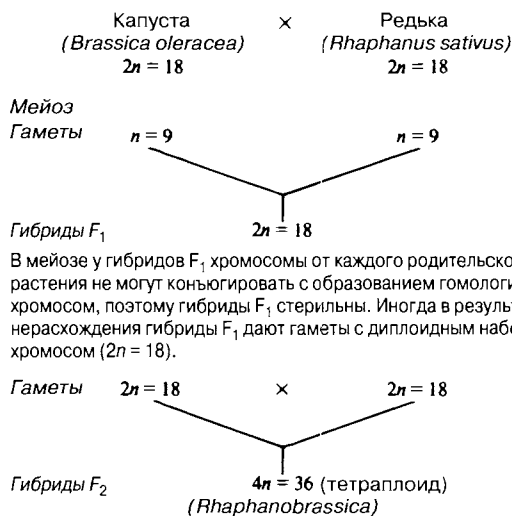 Капуста × Редька
(Brassica oleracea) (Rhaphanus sativus)
2n = 18 2n = 18
Мейоз
Гаметы n = 9 n = 9
Гибриды F₁ 2n = 18
В мейозе у гибридов F₁ хромосомы от каждого родительско
растения не могут конъюгировать с образованием гомологи
хромосом, поэтому гибриды F₁ стерильны. Иногда в резуль
нерасхождения гибриды F₁ дают гаметы с диплоидным наб
хромосом (2n = 18).
Гаметы 2n = 18 × 2n = 18
Гибриды F₂ 4n = 36 (тетраплоид)
(Rhaphanobrassica)